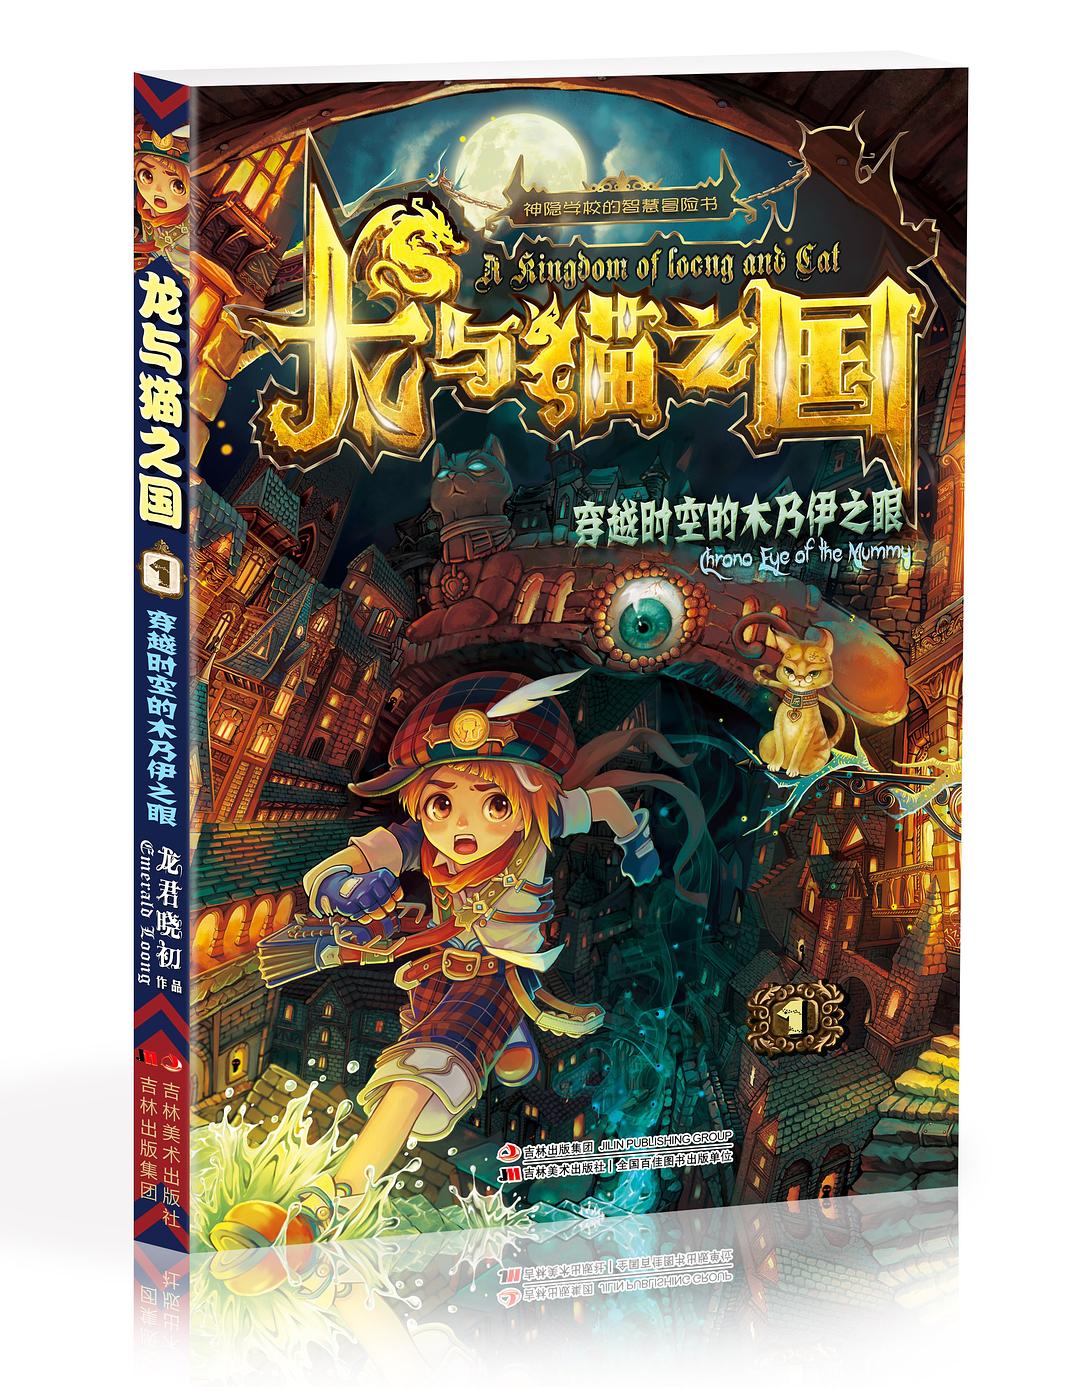 神隐学校的智慧冒险书
A Kingdom of loong and Cat
龙与猫之国
穿越时空的木乃伊之眼
Chrono Eye of the Mummy
1
吉林出版集团 JILIN PUBLISHING GROUP
吉林美术出版社 | 全国百佳图书出版单位
龙与猫之国
1
穿越时空的木乃伊之眼
龙君晓初 作品
Emerald Loong
吉林美术出版社
吉林出版集团